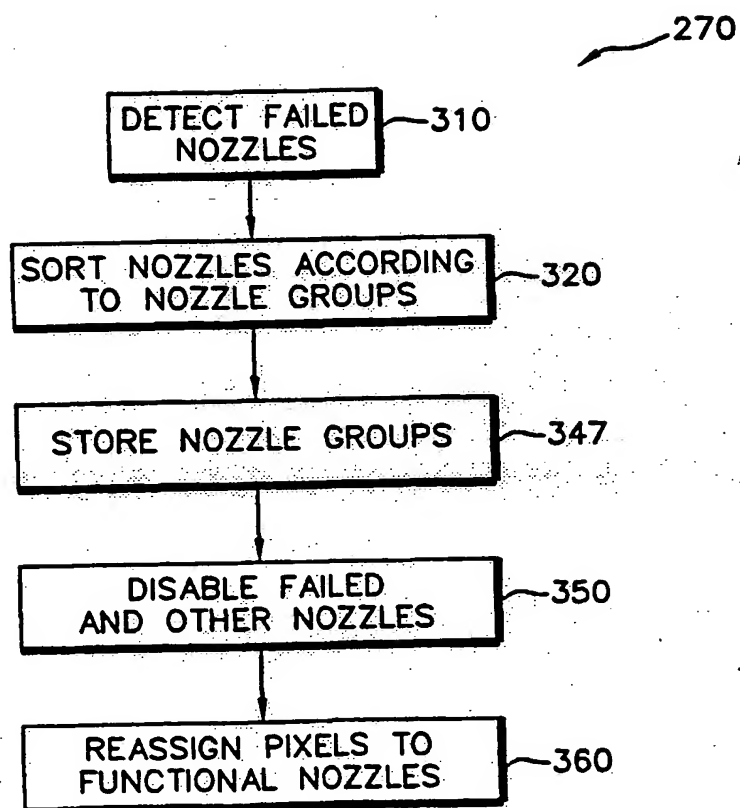 270
DETECT FAILED
NOZZLES
310
SORT NOZZLES ACCORDING
TO NOZZLE GROUPS
320
STORE NOZZLE GROUPS
347
DISABLE FAILED
AND OTHER NOZZLES
350
REASSIGN PIXELS TO
FUNCTIONAL NOZZLES
360